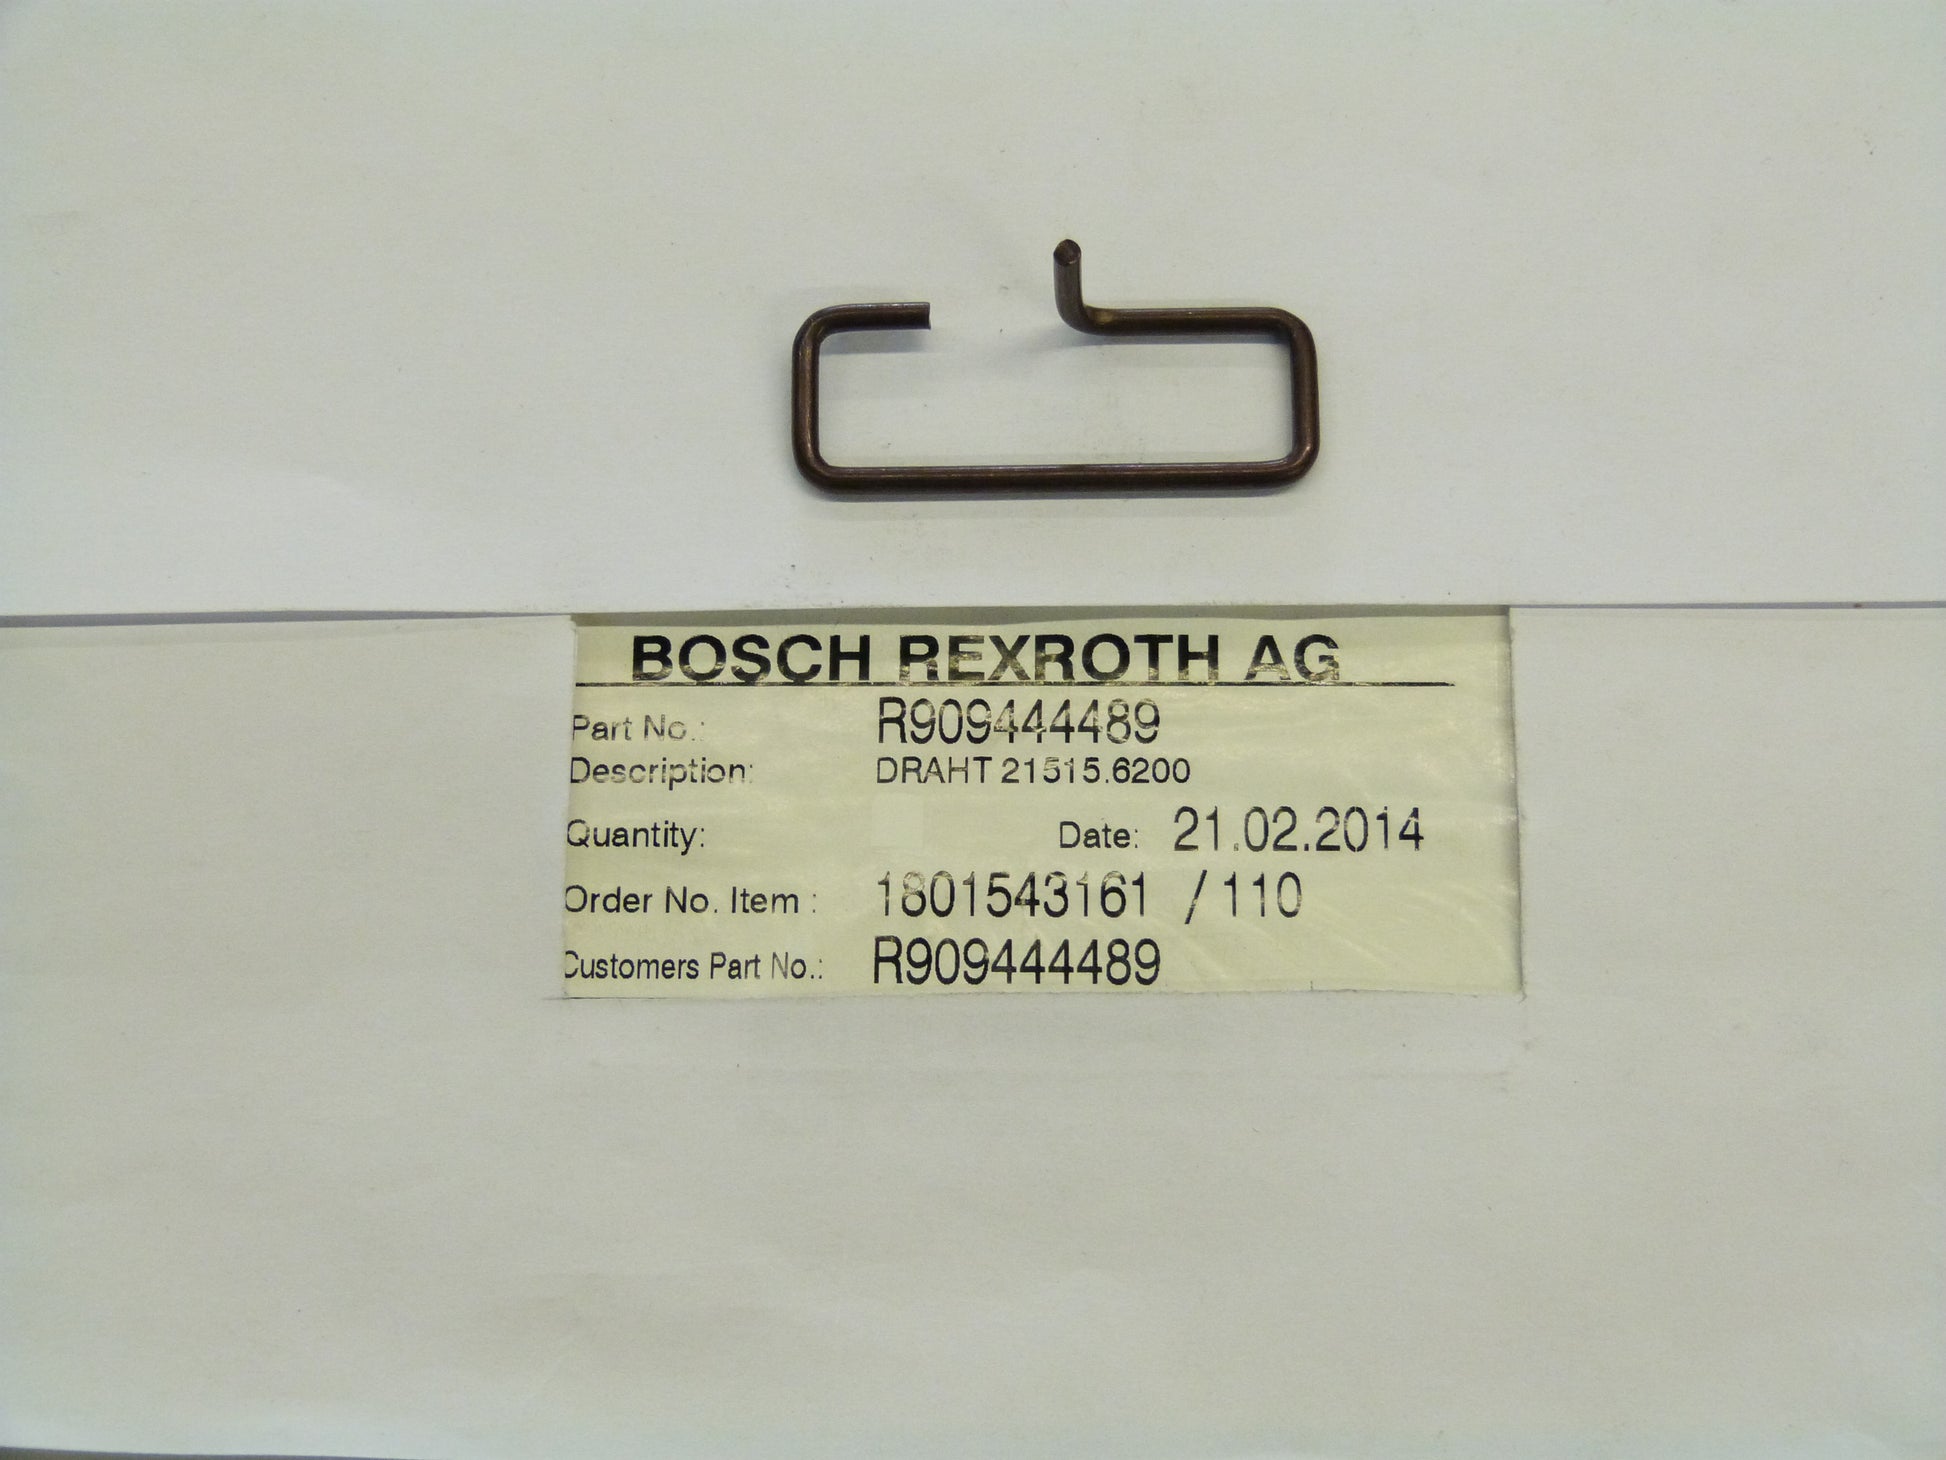 BOSCH REXROTH AG
Part No.: R909444489
Description: DRAHT 21515.6200
Quantity: Date: 21.02.2014
Order No. Item : 1801543161 / 110
Customers Part No.: R909444489